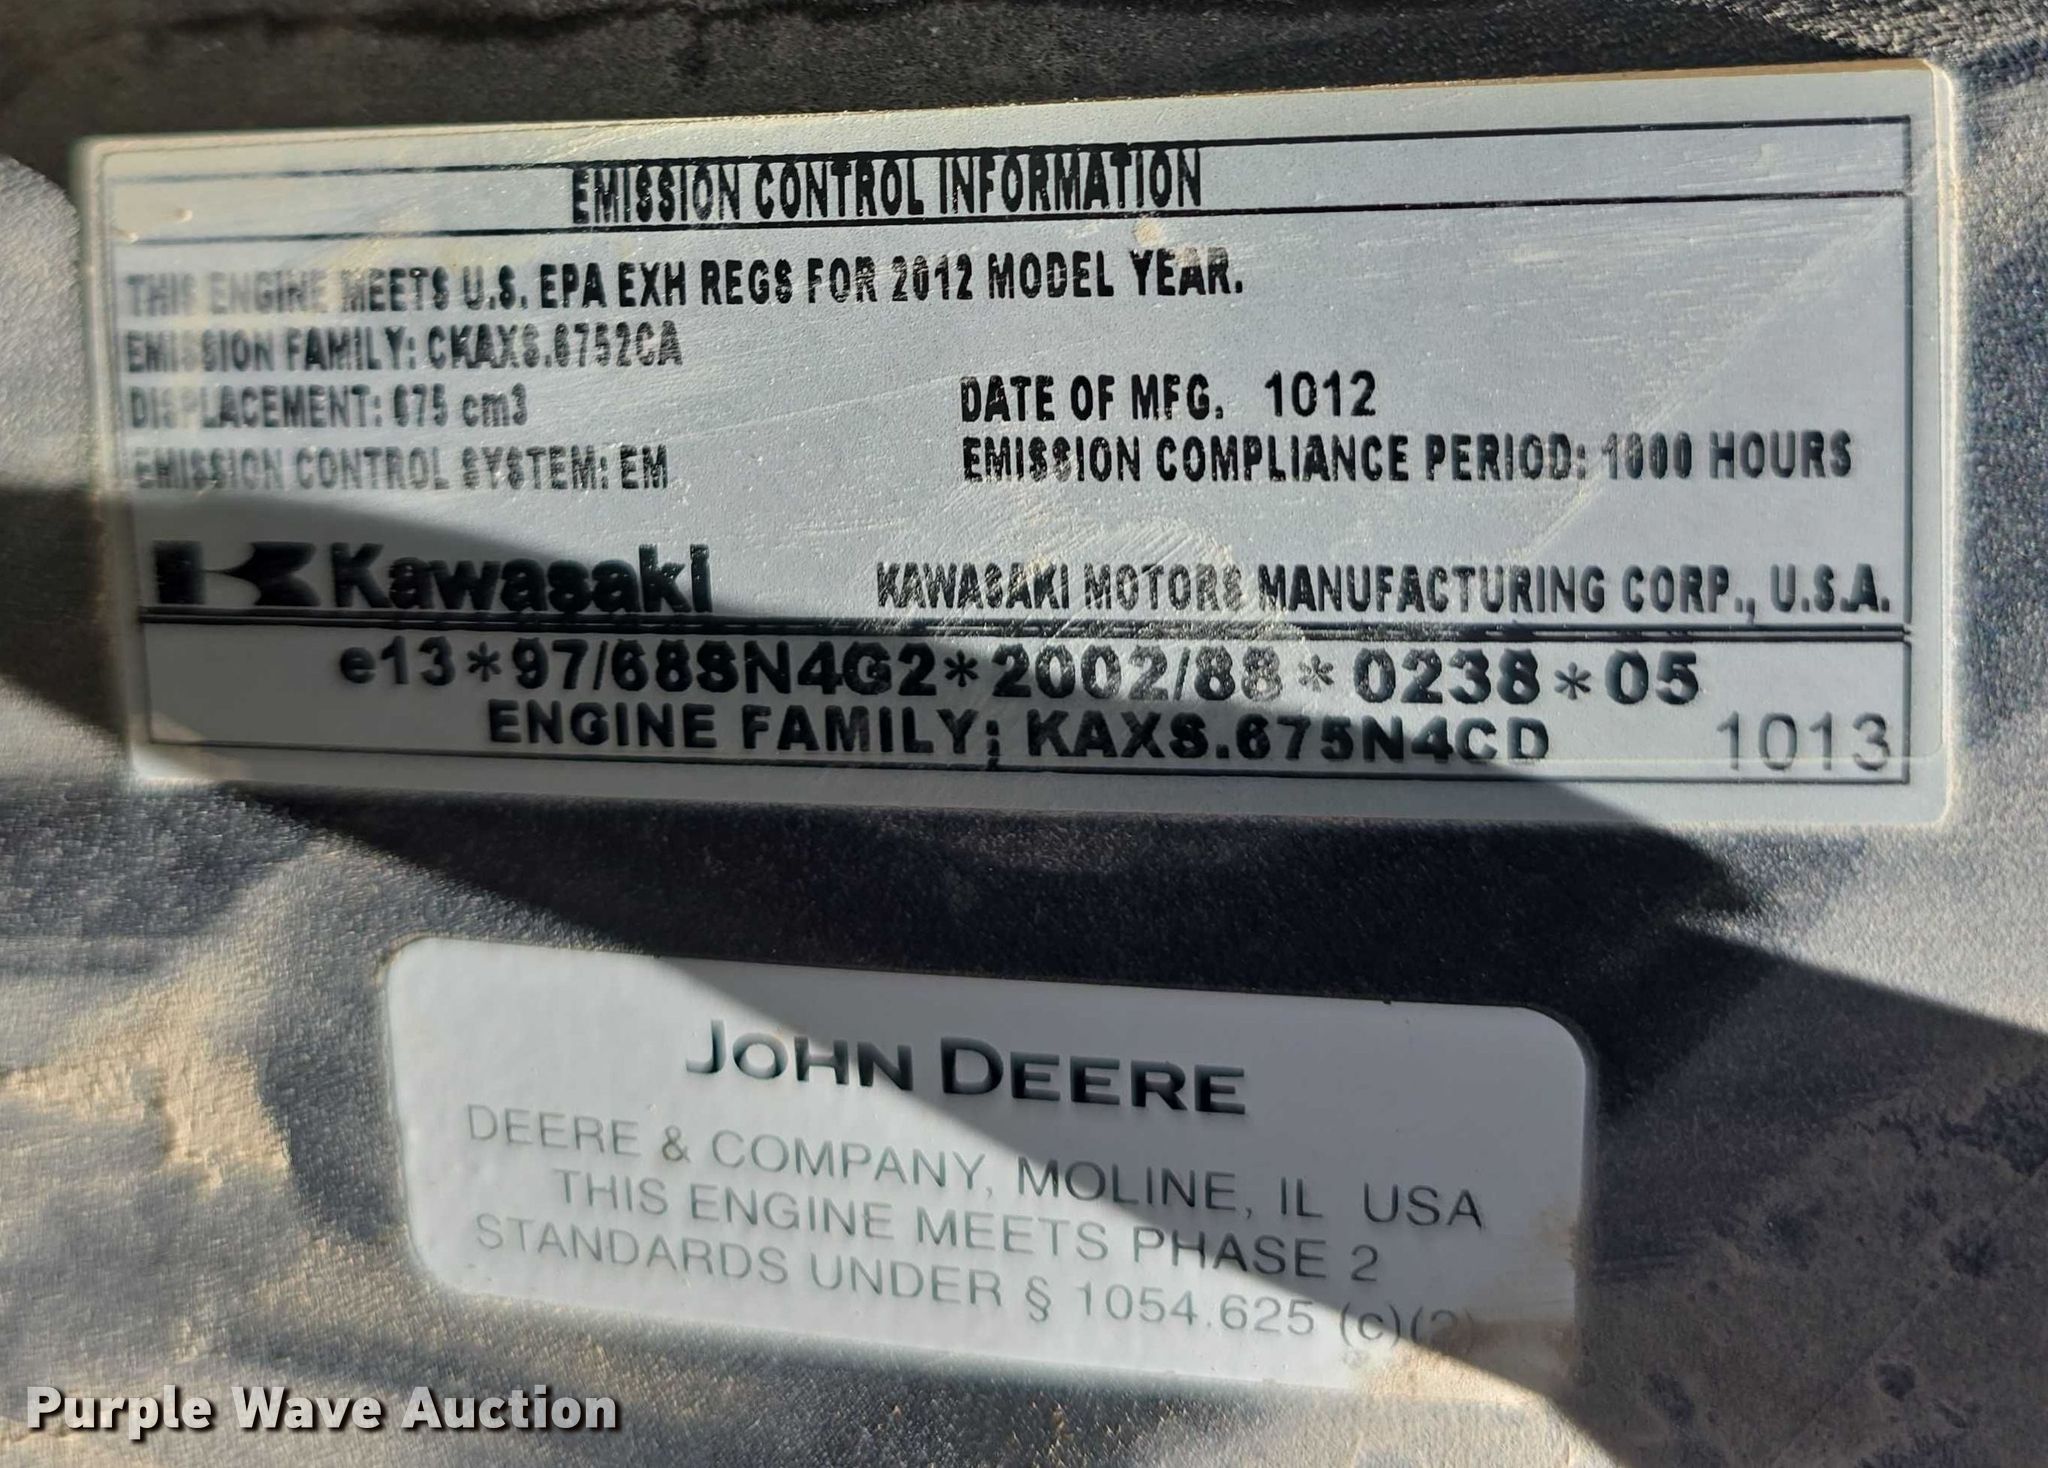 EMISSION CONTROL INFORMATION
THIS ENGINE MEETS U.S. EPA EXH REGS FOR 2012 MODEL YEAR.
EMISSION FAMILY: CKAXS.6752CA
DISPLACEMENT: 675 cm3
DATE OF MFG. 1012
EMISSION CONTROL SYSTEM: EM
EMISSION COMPLIANCE PERIOD: 1000 HOURS
Kawasaki
KAWASAKI MOTORS MANUFACTURING CORP., U.S.A.
e13*97/68SN4G2*2002/88*0238*05
ENGINE FAMILY; KAXS.675N4CD
1013
JOHN DEERE
DEERE & COMPANY, MOLINE, IL USA
THIS ENGINE MEETS PHASE 2
STANDARDS UNDER § 1054.625 (c)(2)
Purple Wave Auction